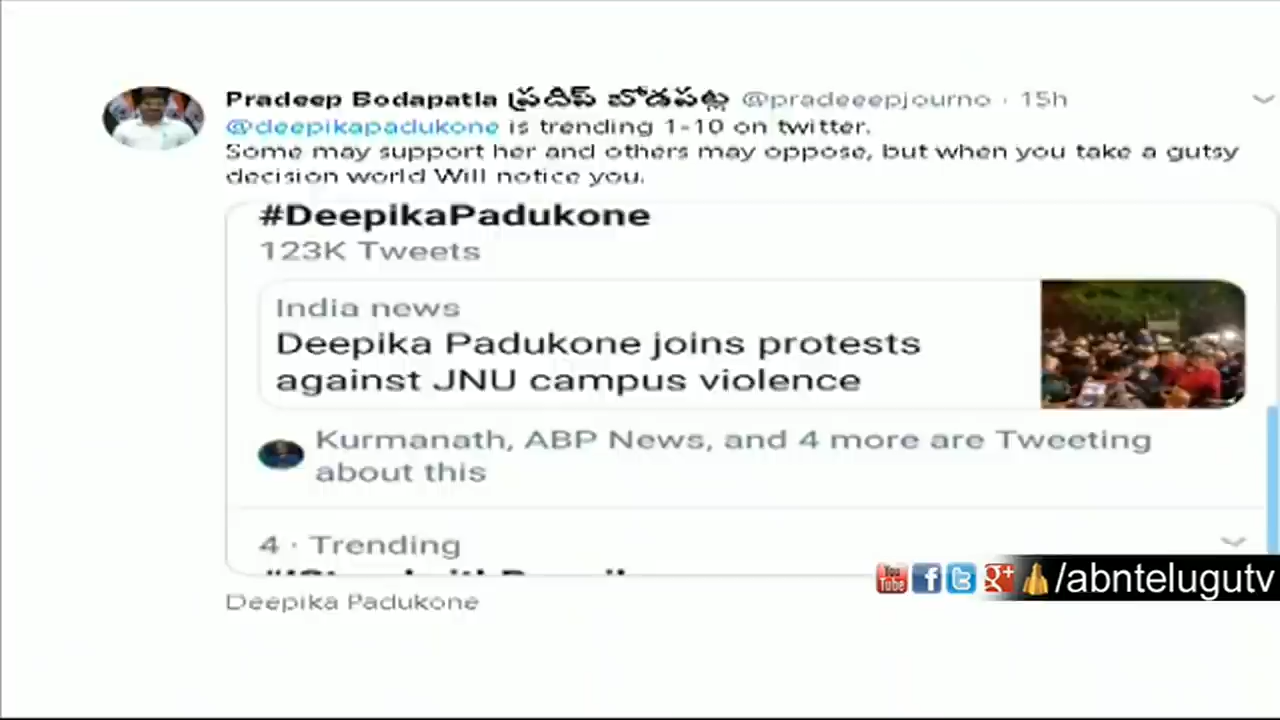 Pradeep Bodapatla ప్రదీప్ బోడపట్ల @pradeeepjourno · 15h
@deepikapadukone is trending 1-10 on twitter.
Some may support her and others may oppose, but when you take a gutsy
decision world Will notice you.
#DeepikaPadukone
123K Tweets
India news
Deepika Padukone joins protests
against JNU campus violence
Kurmanath, ABP News, and 4 more are Tweeting
about this
4 · Trending
Deepika Padukone
You Tube f t g+ /abntelugutv